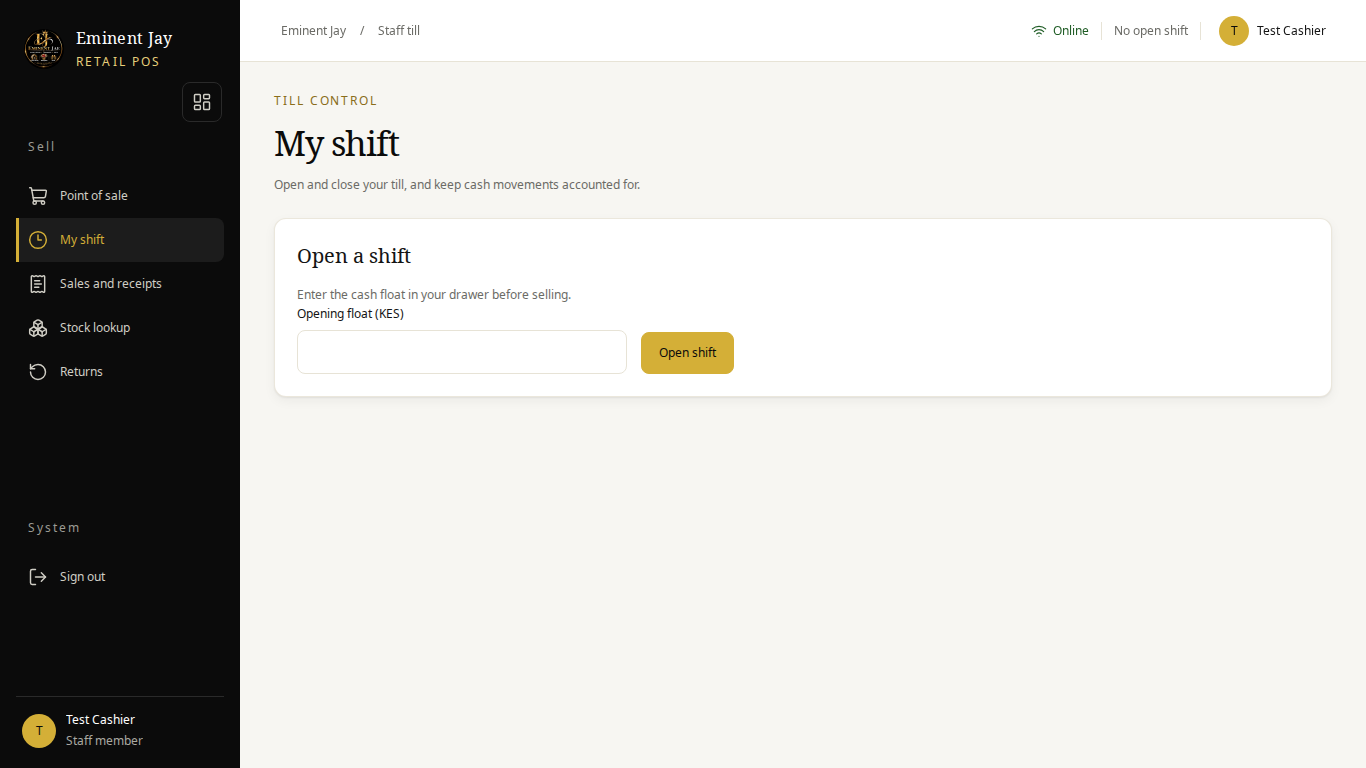 Eminent Jay
RETAIL POS
Sell
Point of sale
My shift
Sales and receipts
Stock lookup
Returns
System
Sign out
T
Test Cashier
Staff member
Eminent Jay / Staff till
Online
No open shift
T
Test Cashier
TILL CONTROL
My shift
Open and close your till, and keep cash movements accounted for.
Open a shift
Enter the cash float in your drawer before selling.
Opening float (KES)
Open shift